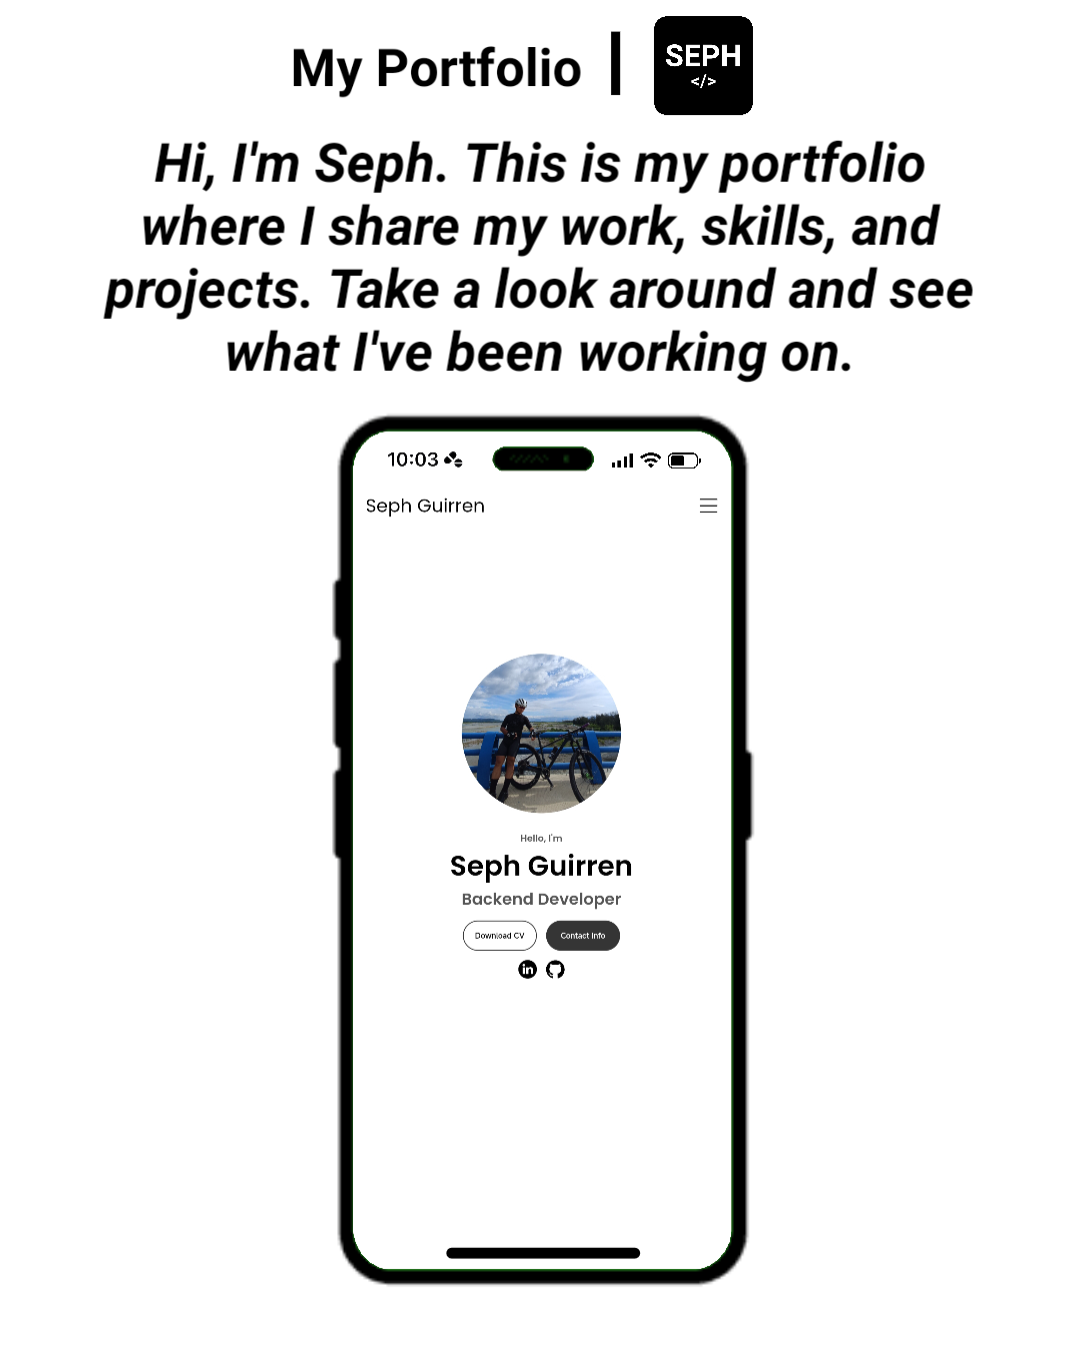 My Portfolio |
SEPH
</>
Hi, I'm Seph. This is my portfolio
where I share my work, skills, and
projects. Take a look around and see
what I've been working on.
10:03
Seph Guirren
Hello, I'm
Seph Guirren
Backend Developer
Download CV
Contact Info
in